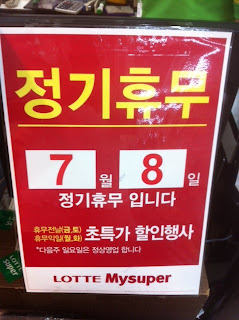 정기휴무
7 월 8 일
정기휴무 입니다
휴무전날(금,토)
휴무익일(월,화) 초특가 할인행사
*다음주 일요일은 정상영업 합니다
LOTTE Mysuper